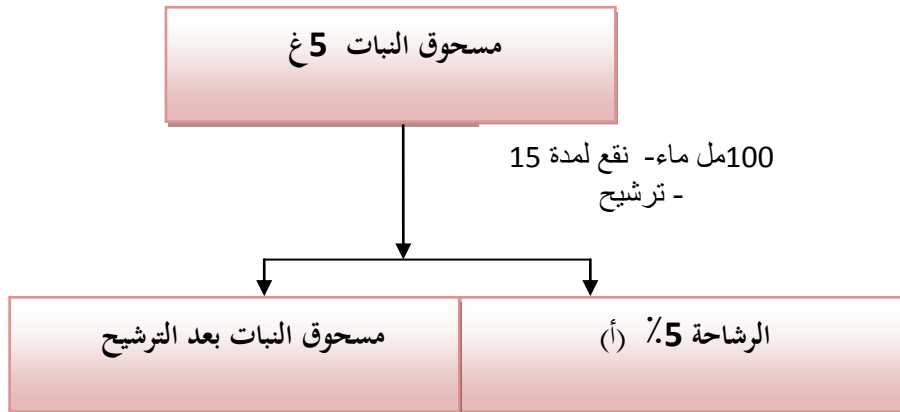 مسحوق النبات 5غ
100مل ماء- نقع لمدة 15
- ترشيح
الرشاحة 5٪ (أ)
مسحوق النبات بعد الترشيح